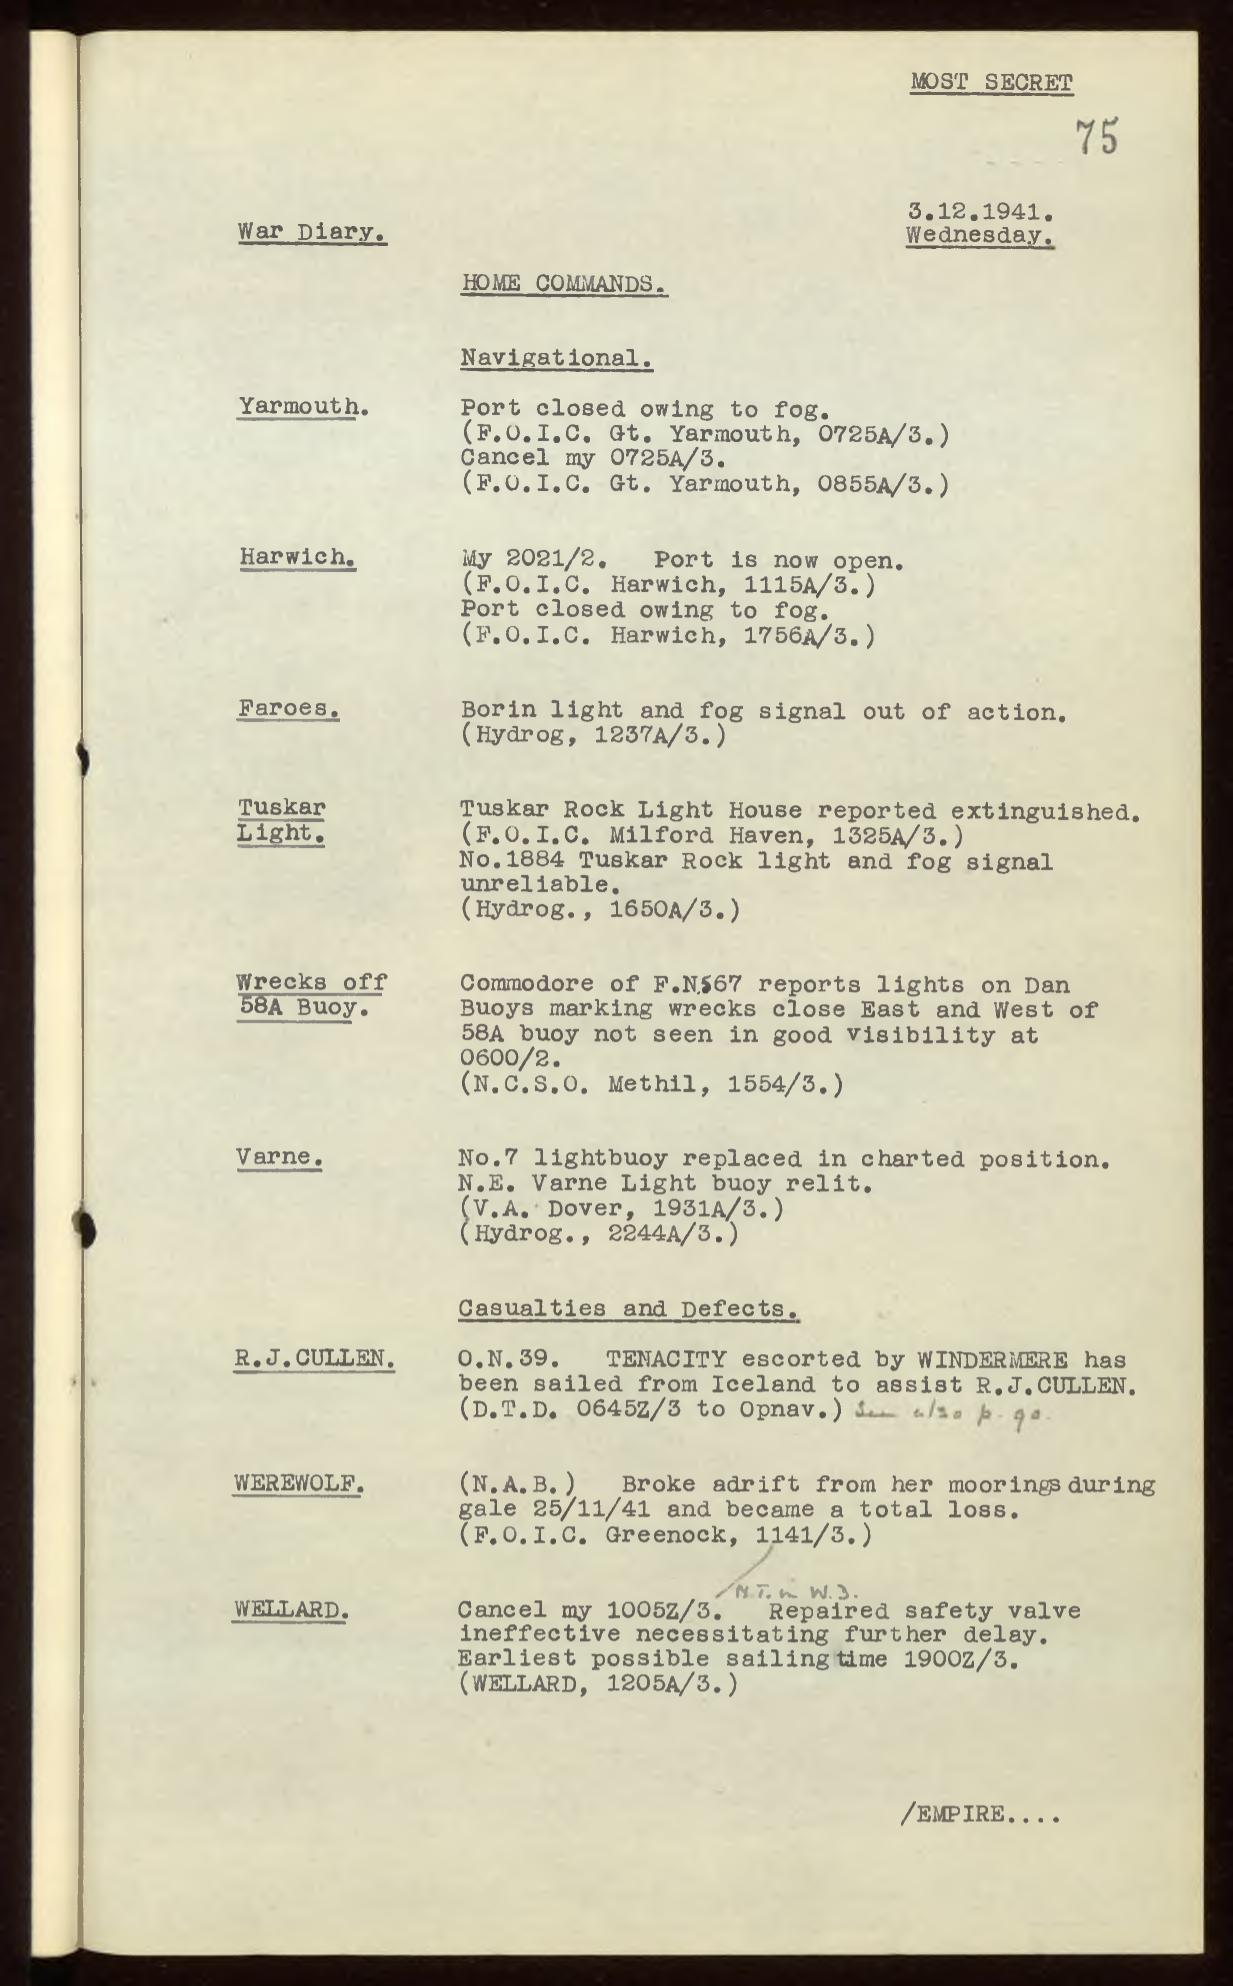 MOST SECRET
75
3.12.1941.
War Diary.
Wednesday.
HOME COMMANDS.
Navigational.
Yarmouth. Port closed owing to fog.
(F.O.I.C. Gt. Yarmouth, 0725A/3.)
Cancel my 0725A/3.
(F.O.I.C. Gt. Yarmouth, 0855A/3.)
Harwich. My 2021/2. Port is now open.
(F.O.I.C. Harwich, 1115A/3.)
Port closed owing to fog.
(F.O.I.C. Harwich, 1756A/3.)
Faroes. Borin light and fog signal out of action.
(Hydrog, 1237A/3.)
Tuskar Tuskar Rock Light House reported extinguished.
Light. (F.O.I.C. Milford Haven, 1325A/3.)
No.1884 Tuskar Rock light and fog signal
unreliable.
(Hydrog., 1650A/3.)
Wrecks off Commodore of F.N.567 reports lights on Dan
58A Buoy. Buoys marking wrecks close East and West of
58A buoy not seen in good visibility at
0600/2.
(N.C.S.O. Methil, 1554/3.)
Varne. No.7 lightbuoy replaced in charted position.
N.E. Varne Light buoy relit.
(V.A. Dover, 1931A/3.)
(Hydrog., 2244A/3.)
Casualties and Defects.
R.J.CULLEN. O.N.39. TENACITY escorted by WINDERMERE has
been sailed from Iceland to assist R.J.CULLEN.
(D.T.D. 0645Z/3 to Opnav.) See also p. 90.
WEREWOLF. (N.A.B.) Broke adrift from her moorings during
gale 25/11/41 and became a total loss.
(F.O.I.C. Greenock, 1141/3.)
N.T. in W.D.
WELLARD. Cancel my 1005Z/3. Repaired safety valve
ineffective necessitating further delay.
Earliest possible sailing time 1900Z/3.
(WELLARD, 1205A/3.)
/EMPIRE....